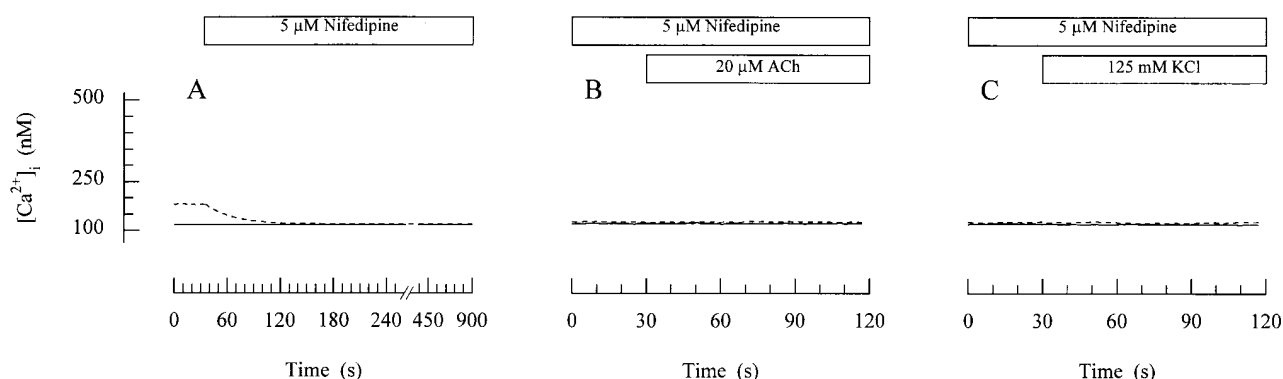 5 µM Nifedipine
5 µM Nifedipine
5 µM Nifedipine
20 µM ACh
125 mM KCl
A
B
C
[Ca2+]i (nM)
500
250
100
0 60 120 180 240 450 900
0 30 60 90 120
0 30 60 90 120
Time (s)
Time (s)
Time (s)